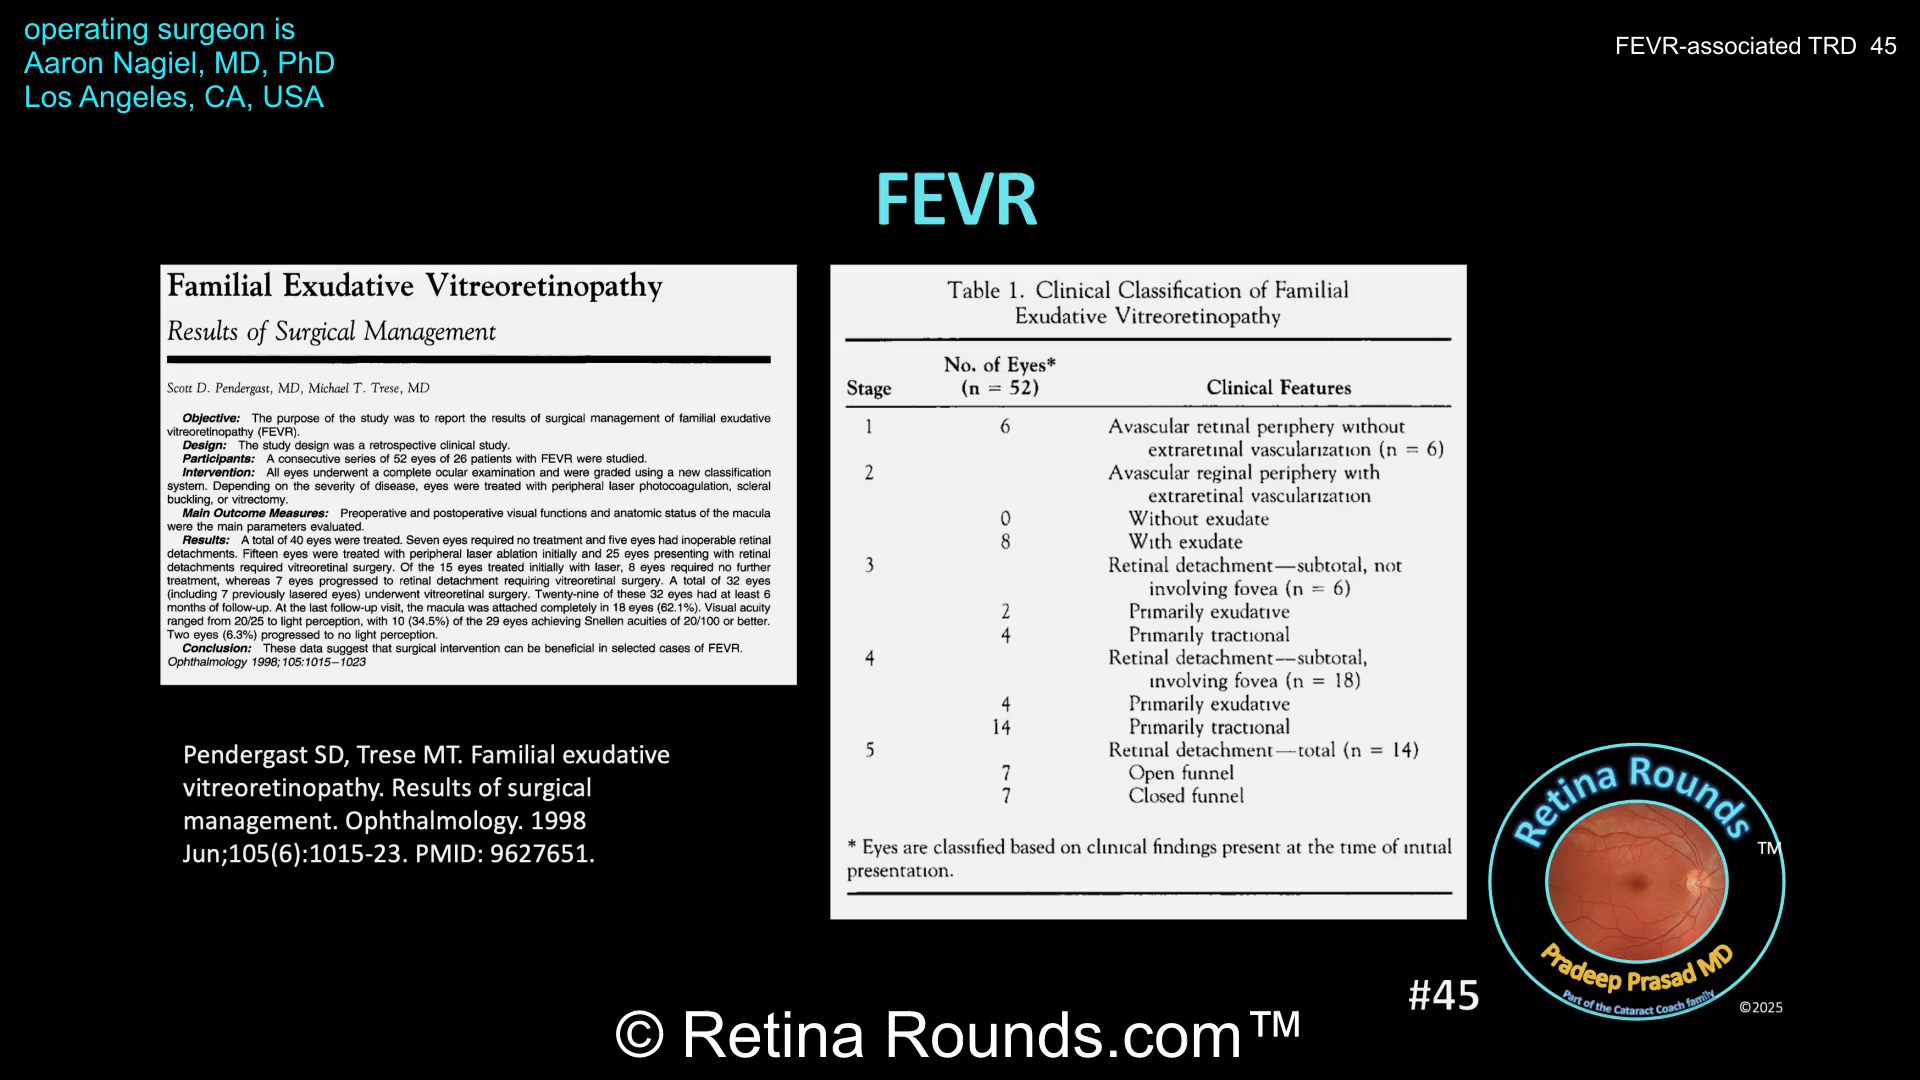 operating surgeon is
Aaron Nagiel, MD, PhD
Los Angeles, CA, USA
FEVR-associated TRD 45
FEVR
Familial Exudative Vitreoretinopathy
Results of Surgical Management
Scott D. Pendergast, MD, Michael T. Trese, MD
Objective: The purpose of the study was to report the results of surgical management of familial exudative
vitreoretinopathy (FEVR).
Design: The study design was a retrospective clinical study.
Participants: A consecutive series of 52 eyes of 26 patients with FEVR were studied.
Intervention: All eyes underwent a complete ocular examination and were graded using a new classification
system. Depending on the severity of disease, eyes were treated with peripheral laser photocoagulation, scleral
buckling, or vitrectomy.
Main Outcome Measures: Preoperative and postoperative visual functions and anatomic status of the macula
were the main parameters evaluated.
Results: A total of 40 eyes were treated. Seven eyes required no treatment and five eyes had inoperable retinal
detachments. Fifteen eyes were treated with peripheral laser ablation initially and 25 eyes presenting with retinal
detachments required vitreoretinal surgery. Of the 15 eyes treated initially with laser, 8 eyes required no further
treatment, whereas 7 eyes progressed to retinal detachment requiring vitreoretinal surgery. A total of 32 eyes
(including 7 previously lasered eyes) underwent vitreoretinal surgery. Twenty-nine of these 32 eyes had at least 6
months of follow-up. At the last follow-up visit, the macula was attached completely in 18 eyes (62.1%). Visual acuity
ranged from 20/25 to light perception, with 10 (34.5%) of the 29 eyes achieving Snellen acuities of 20/100 or better.
Two eyes (6.3%) progressed to no light perception.
Conclusion: These data suggest that surgical intervention can be beneficial in selected cases of FEVR.
Ophthalmology 1998;105:1015–1023
Pendergast SD, Trese MT. Familial exudative
vitreoretinopathy. Results of surgical
management. Ophthalmology. 1998
Jun;105(6):1015-23. PMID: 9627651.
Table 1. Clinical Classification of Familial
Exudative Vitreoretinopathy
No. of Eyes*
Stage (n = 52) Clinical Features
1 6 Avascular retinal periphery without
extraretinal vascularization (n = 6)
2 Avascular reginal periphery with
extraretinal vascularization
0 Without exudate
8 With exudate
3 Retinal detachment—subtotal, not
involving fovea (n = 6)
2 Primarily exudative
4 Primarily tractional
4 Retinal detachment—subtotal,
involving fovea (n = 18)
4 Primarily exudative
14 Primarily tractional
5 Retinal detachment—total (n = 14)
7 Open funnel
7 Closed funnel
* Eyes are classified based on clinical findings present at the time of initial
presentation.
Retina Rounds
TM
Pradeep Prasad MD
Part of the Cataract Coach family
©2025
#45
© Retina Rounds.com™